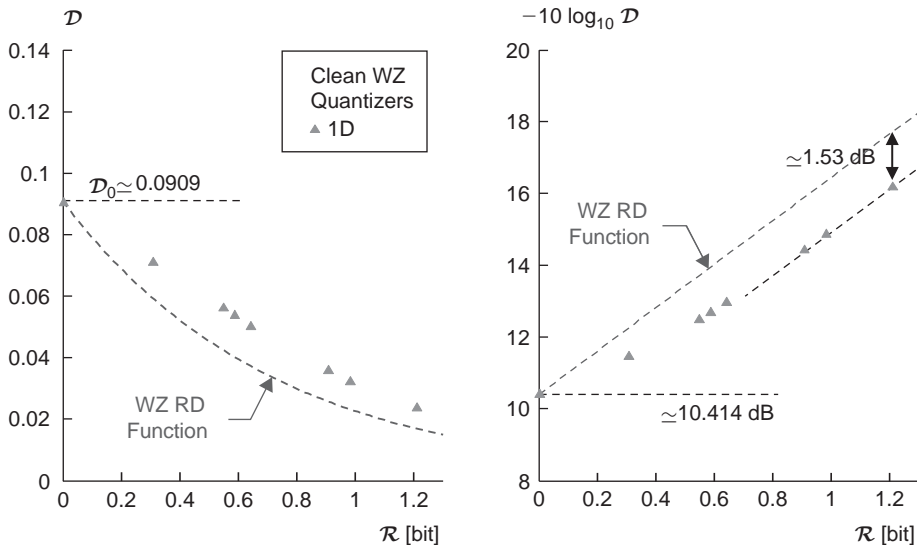 𝒟
0.14
0.12
0.1
0.08
0.06
0.04
0.02
0
0 0.2 0.4 0.6 0.8 1 1.2
ℛ [bit]
Clean WZ
Quantizers
1D
𝒟₀≃0.0909
WZ RD
Function
−10 log₁₀ 𝒟
20
18
16
14
12
10
8
0 0.2 0.4 0.6 0.8 1 1.2
ℛ [bit]
≃1.53 dB
WZ RD
Function
≃10.414 dB